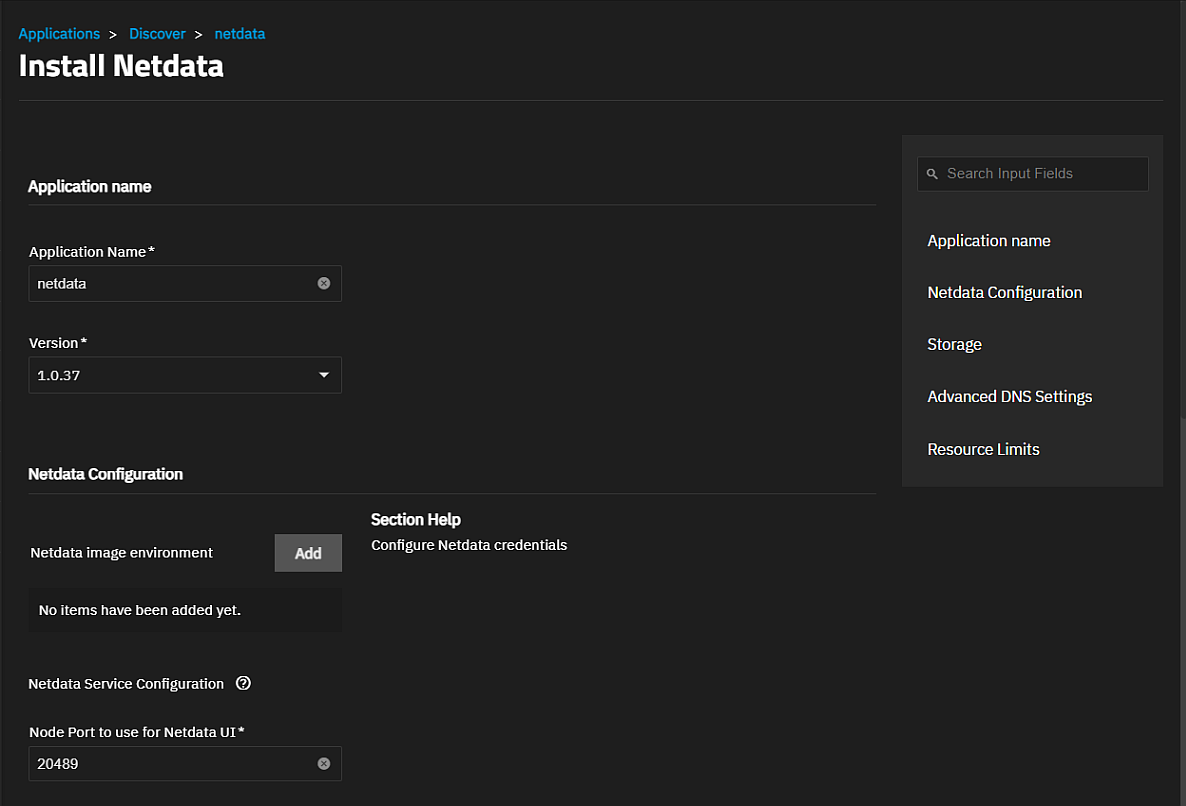 Applications > Discover > netdata
Install Netdata
Application name
Application Name*
netdata
Version*
1.0.37
Netdata Configuration
Section Help
Configure Netdata credentials
Netdata image environment
Add
No items have been added yet.
Netdata Service Configuration
Node Port to use for Netdata UI*
20489
Search Input Fields
Application name
Netdata Configuration
Storage
Advanced DNS Settings
Resource Limits